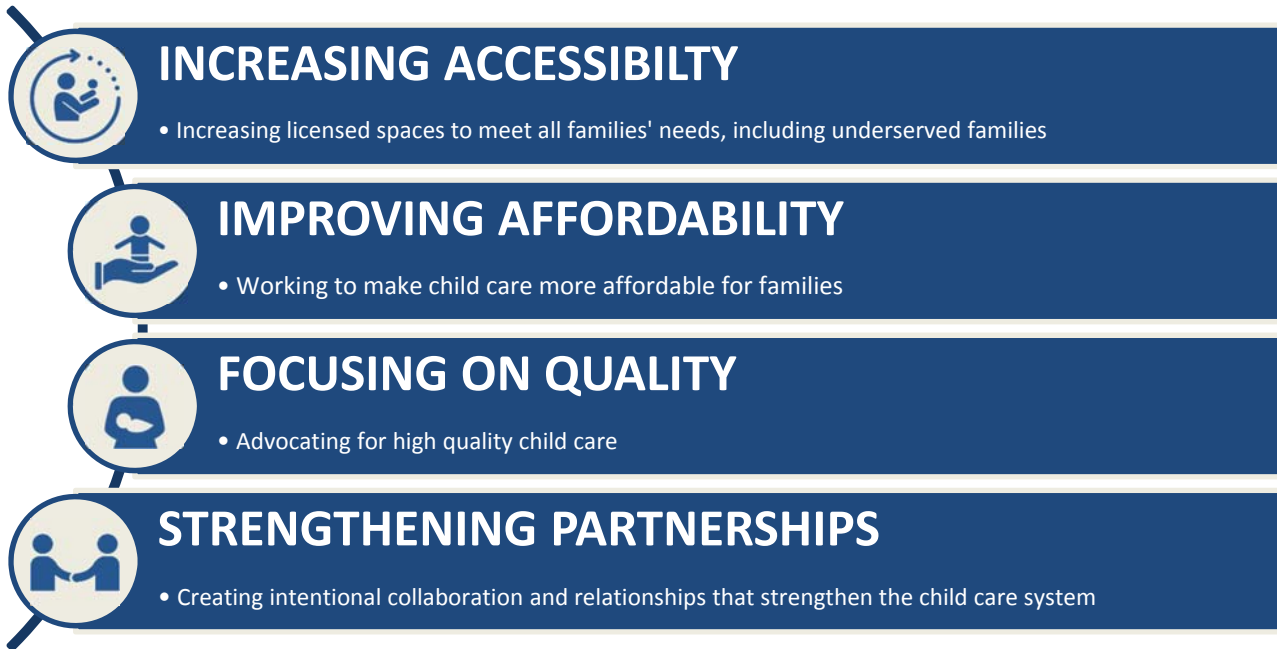 INCREASING ACCESSIBILTY
• Increasing licensed spaces to meet all families' needs, including underserved families
IMPROVING AFFORDABILITY
• Working to make child care more affordable for families
FOCUSING ON QUALITY
• Advocating for high quality child care
STRENGTHENING PARTNERSHIPS
• Creating intentional collaboration and relationships that strengthen the child care system